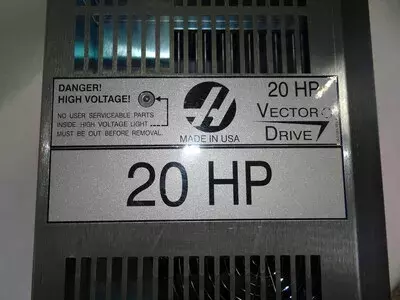 DANGER!
HIGH VOLTAGE!
NO USER SERVICEABLE PARTS
INSIDE. HIGH VOLTAGE LIGHT
MUST BE OUT BEFORE REMOVAL.
H
MADE IN USA
20 HP
VECTOR
DRIVE
20 HP